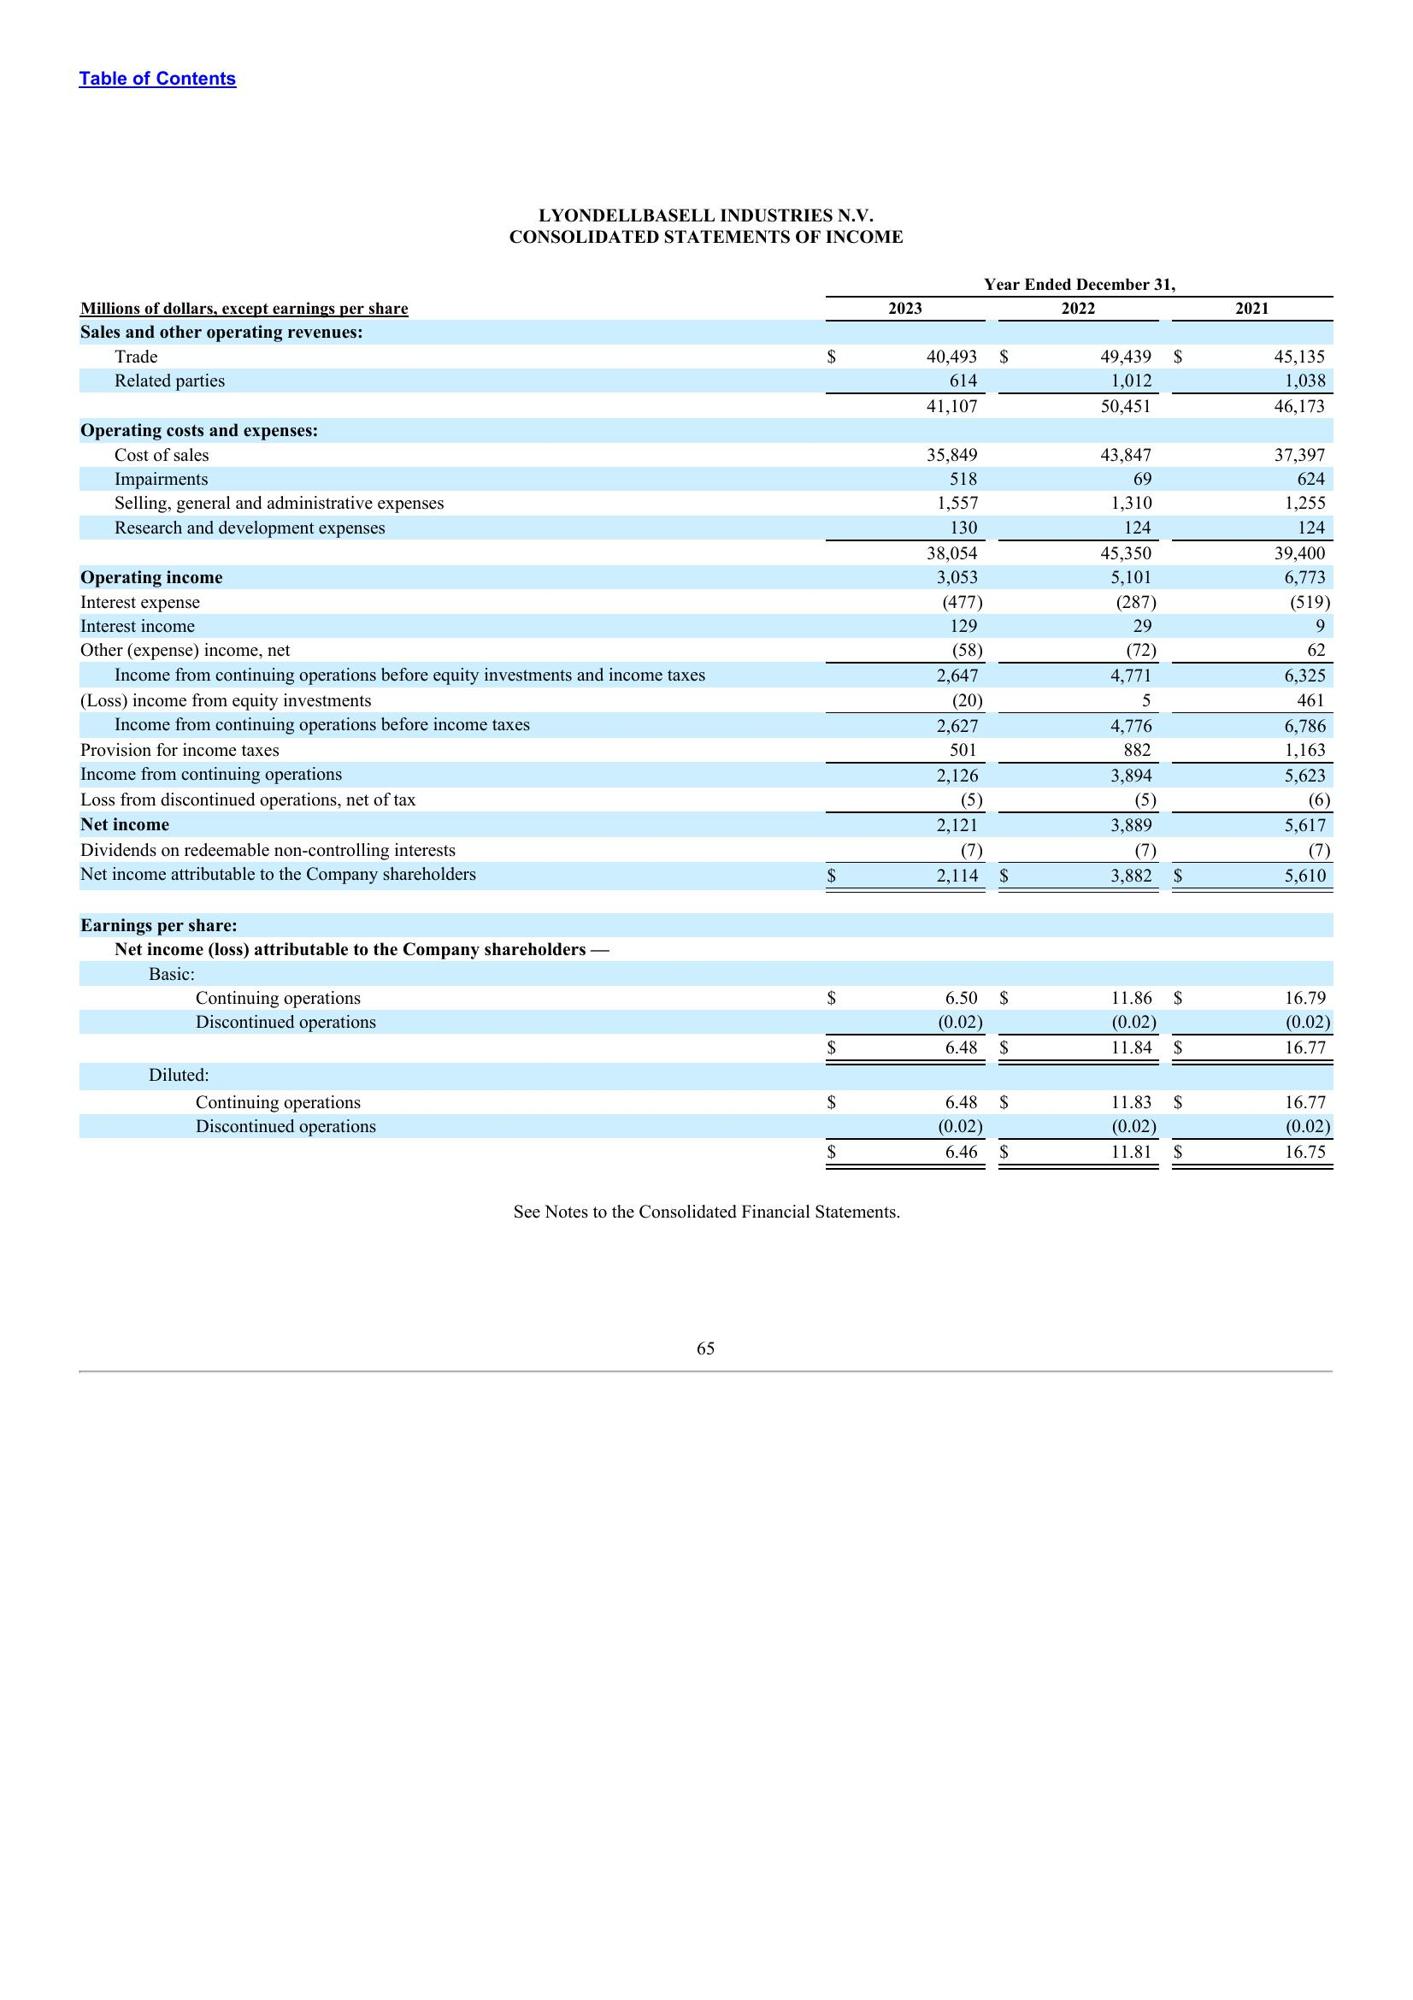 Table of Contents
LYONDELLBASELL INDUSTRIES N.V.
CONSOLIDATED STATEMENTS OF INCOME
Year Ended December 31,
Millions of dollars, except earnings per share 2023 2022 2021
Sales and other operating revenues:
Trade $ 40,493 $ 49,439 $ 45,135
Related parties 614 1,012 1,038
41,107 50,451 46,173
Operating costs and expenses:
Cost of sales 35,849 43,847 37,397
Impairments 518 69 624
Selling, general and administrative expenses 1,557 1,310 1,255
Research and development expenses 130 124 124
38,054 45,350 39,400
Operating income 3,053 5,101 6,773
Interest expense (477) (287) (519)
Interest income 129 29 9
Other (expense) income, net (58) (72) 62
Income from continuing operations before equity investments and income taxes 2,647 4,771 6,325
(Loss) income from equity investments (20) 5 461
Income from continuing operations before income taxes 2,627 4,776 6,786
Provision for income taxes 501 882 1,163
Income from continuing operations 2,126 3,894 5,623
Loss from discontinued operations, net of tax (5) (5) (6)
Net income 2,121 3,889 5,617
Dividends on redeemable non-controlling interests (7) (7) (7)
Net income attributable to the Company shareholders $ 2,114 $ 3,882 $ 5,610
Earnings per share:
Net income (loss) attributable to the Company shareholders —
Basic:
Continuing operations $ 6.50 $ 11.86 $ 16.79
Discontinued operations (0.02) (0.02) (0.02)
$ 6.48 $ 11.84 $ 16.77
Diluted:
Continuing operations $ 6.48 $ 11.83 $ 16.77
Discontinued operations (0.02) (0.02) (0.02)
$ 6.46 $ 11.81 $ 16.75
See Notes to the Consolidated Financial Statements.
65